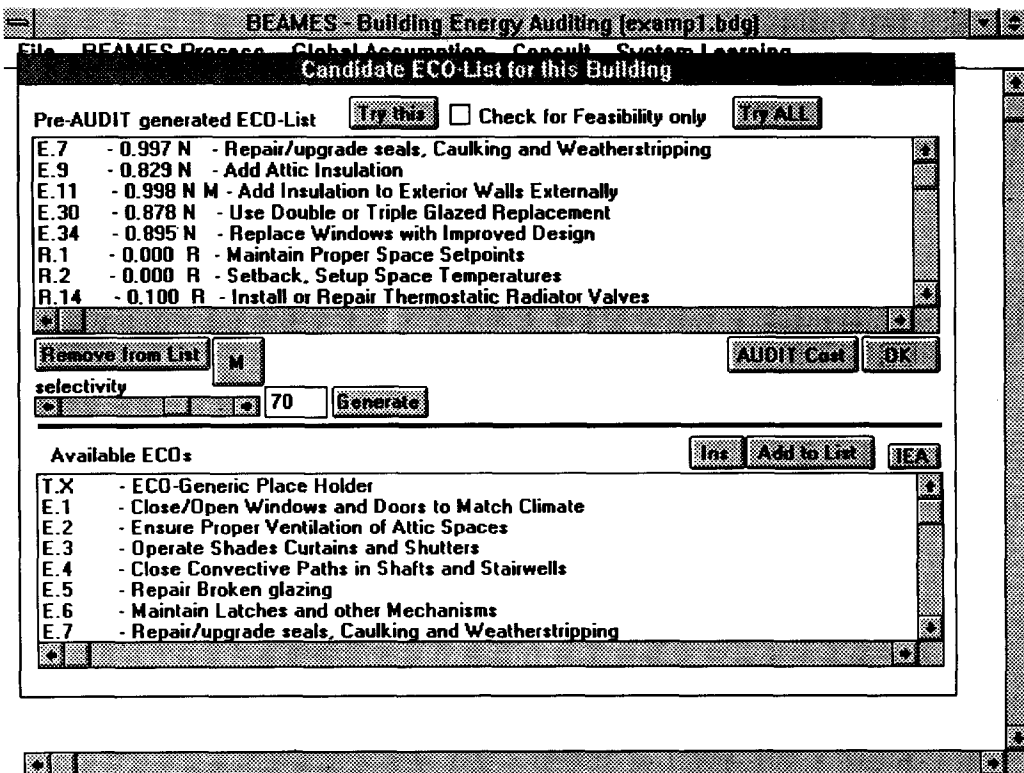 BEAMES - Building Energy Auditing (examp1.bdg)
File BEAMES Process Global Assumption Consult System Learning
Candidate ECO-List for this Building
Pre-AUDIT generated ECO-List Try this Check for Feasibility only Try ALL
E.7 - 0.997 N - Repair/upgrade seals, Caulking and Weatherstripping
E.9 - 0.829 N - Add Attic Insulation
E.11 - 0.998 N M - Add Insulation to Exterior Walls Externally
E.30 - 0.878 N - Use Double or Triple Glazed Replacement
E.34 - 0.895 N - Replace Windows with Improved Design
R.1 - 0.000 R - Maintain Proper Space Setpoints
R.2 - 0.000 R - Setback, Setup Space Temperatures
R.14 - 0.100 R - Install or Repair Thermostatic Radiator Valves
Remove from List M AUDIT Cost OK!
selectivity
70 Generate
Available ECOs Ins Add to List IEA
T.X - ECO-Generic Place Holder
E.1 - Close/Open Windows and Doors to Match Climate
E.2 - Ensure Proper Ventilation of Attic Spaces
E.3 - Operate Shades Curtains and Shutters
E.4 - Close Convective Paths in Shafts and Stairwells
E.5 - Repair Broken glazing
E.6 - Maintain Latches and other Mechanisms
E.7 - Repair/upgrade seals, Caulking and Weatherstripping